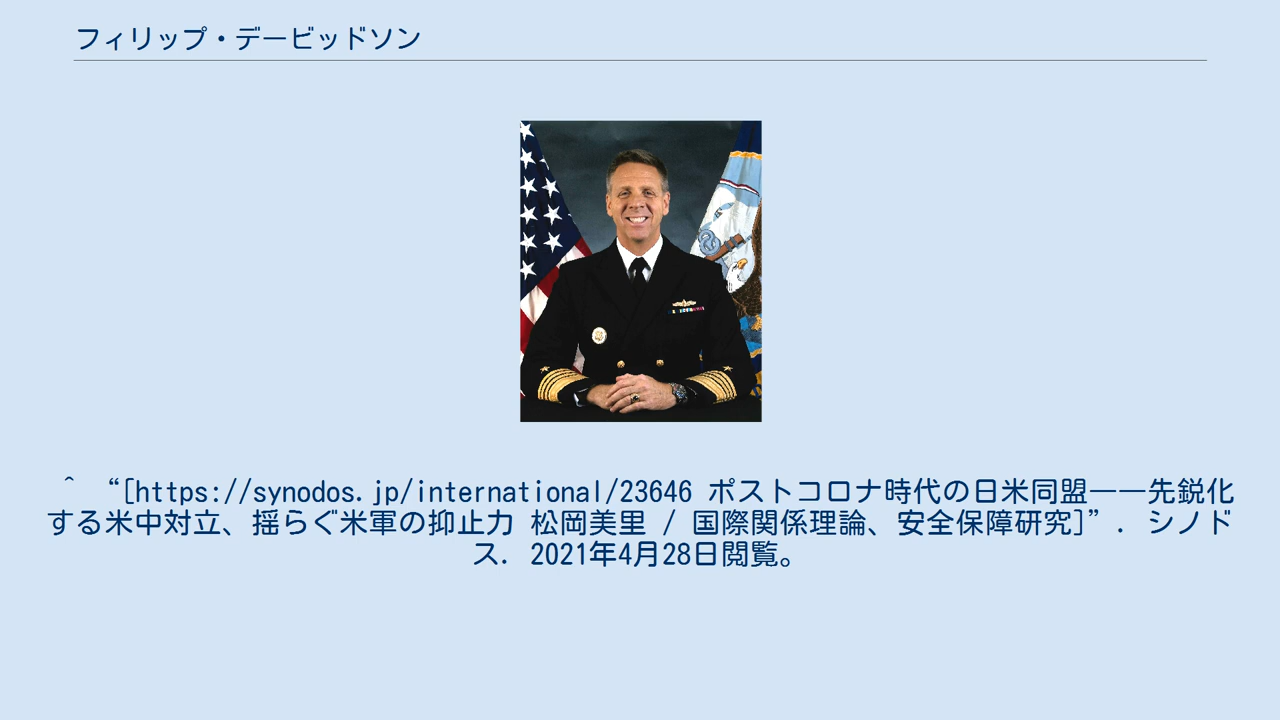 フィリップ・デービッドソン
^ “[https://synodos.jp/international/23646 ポストコロナ時代の日米同盟――先鋭化
する米中対立、揺らぐ米軍の抑止力 松岡美里 / 国際関係理論、安全保障研究]”. シノド
ス. 2021年4月28日閲覧。